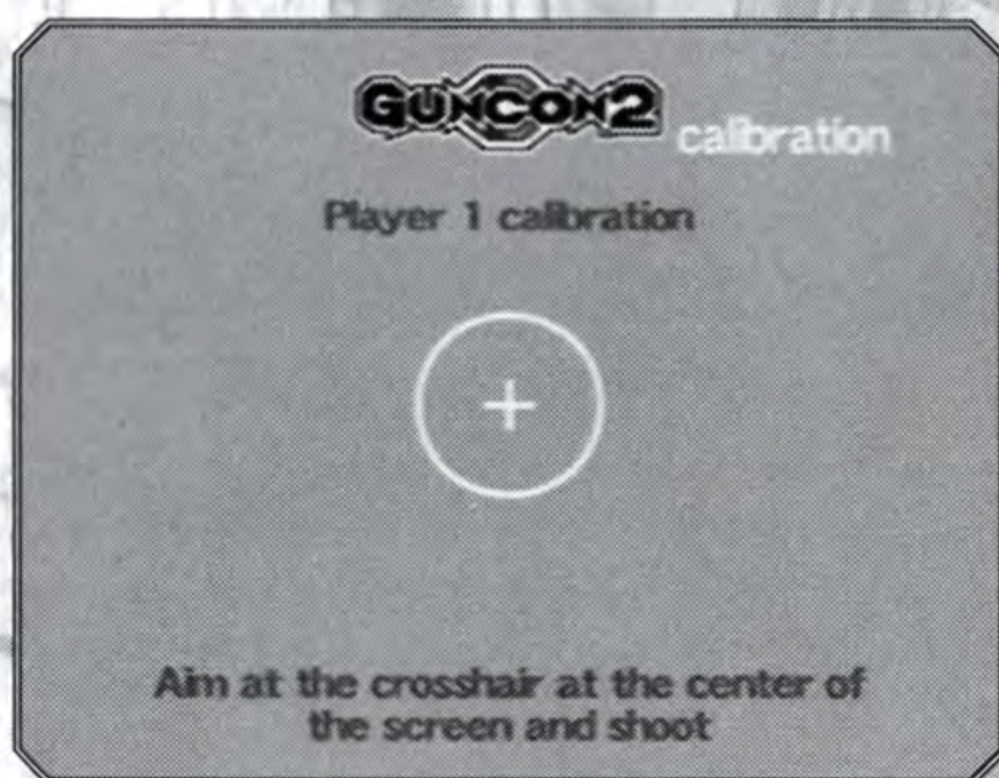 GUNCON2 calibration
Player 1 calibration
Aim at the crosshair at the center of
the screen and shoot